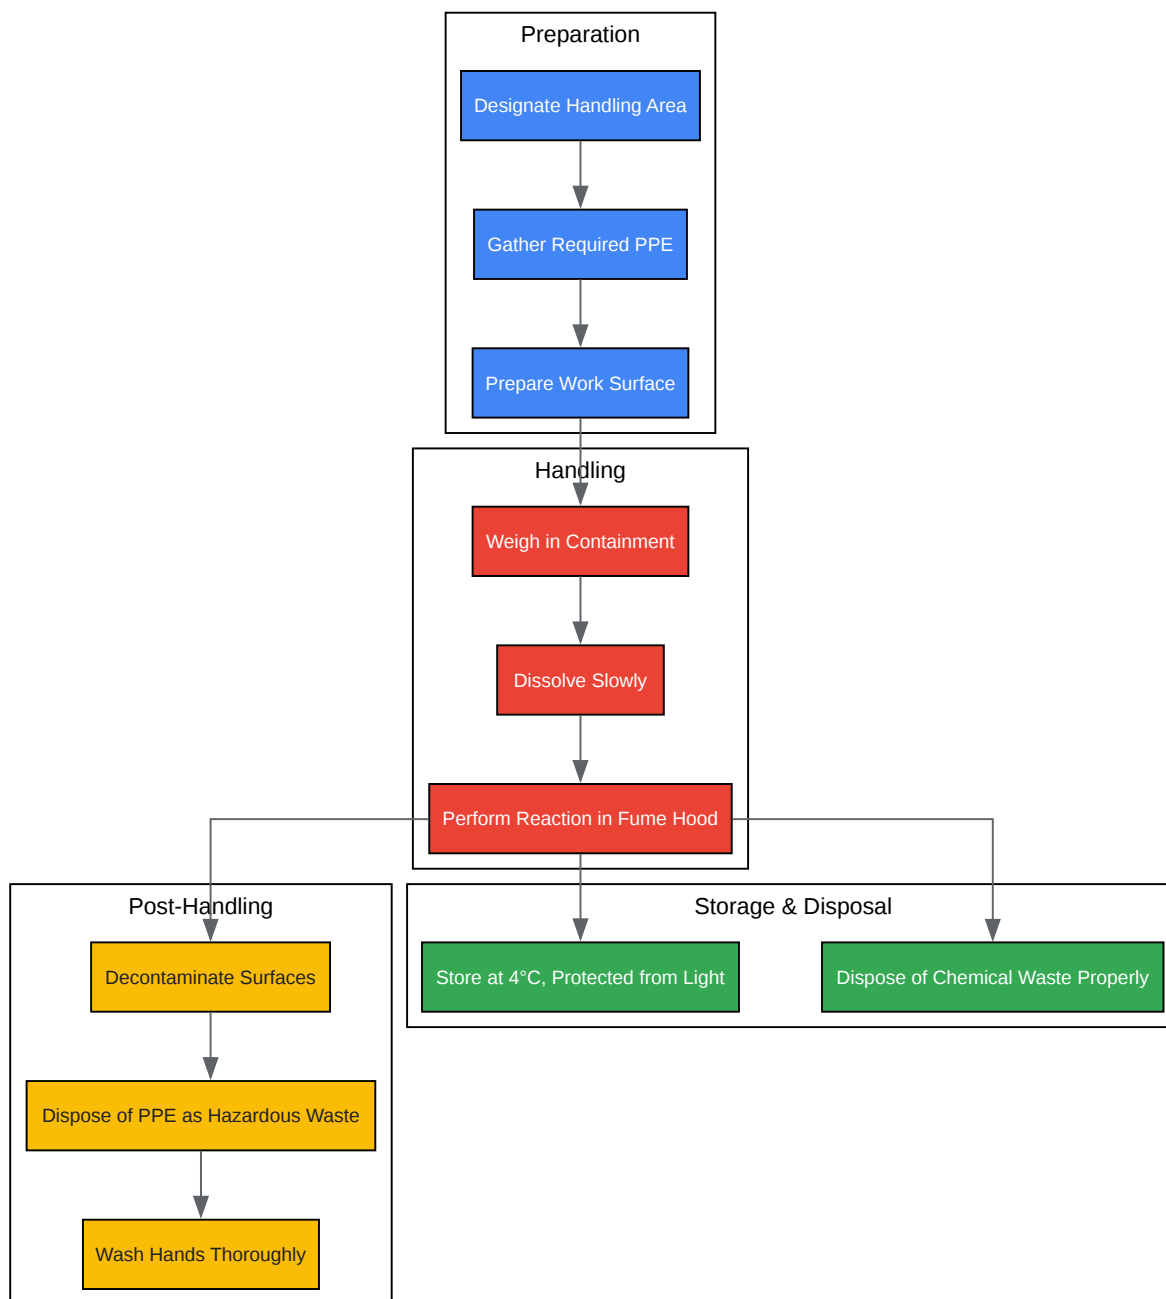 Preparation
Designate Handling Area
Gather Required PPE
Prepare Work Surface
Handling
Weigh in Containment
Dissolve Slowly
Perform Reaction in Fume Hood
Post-Handling
Decontaminate Surfaces
Dispose of PPE as Hazardous Waste
Wash Hands Thoroughly
Storage & Disposal
Store at 4°C, Protected from Light
Dispose of Chemical Waste Properly